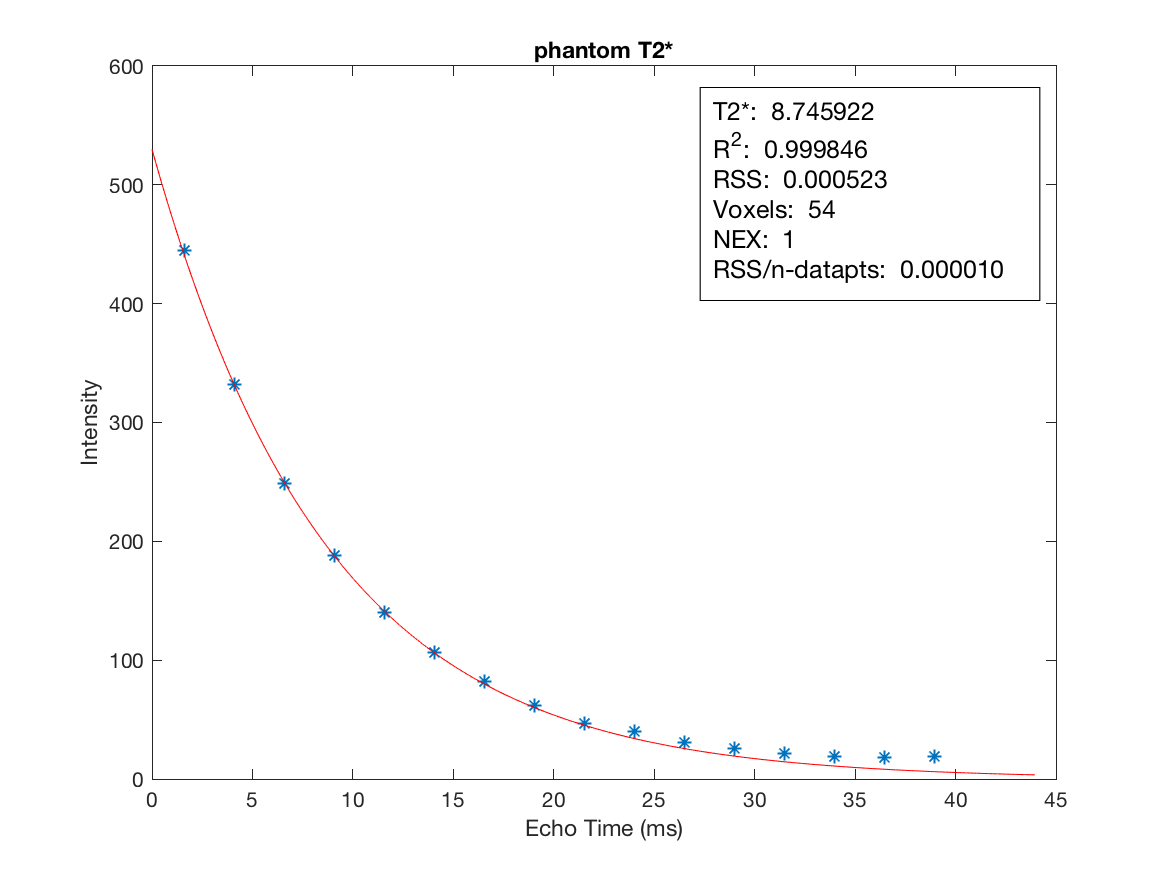 phantom T2*
600
500
400
300
200
100
0
T2*: 8.745922
R2: 0.999846
RSS: 0.000523
Voxels: 54
NEX: 1
RSS/n-datapts: 0.000010
Intensity
0 5 10 15 20 25 30 35 40 45
Echo Time (ms)